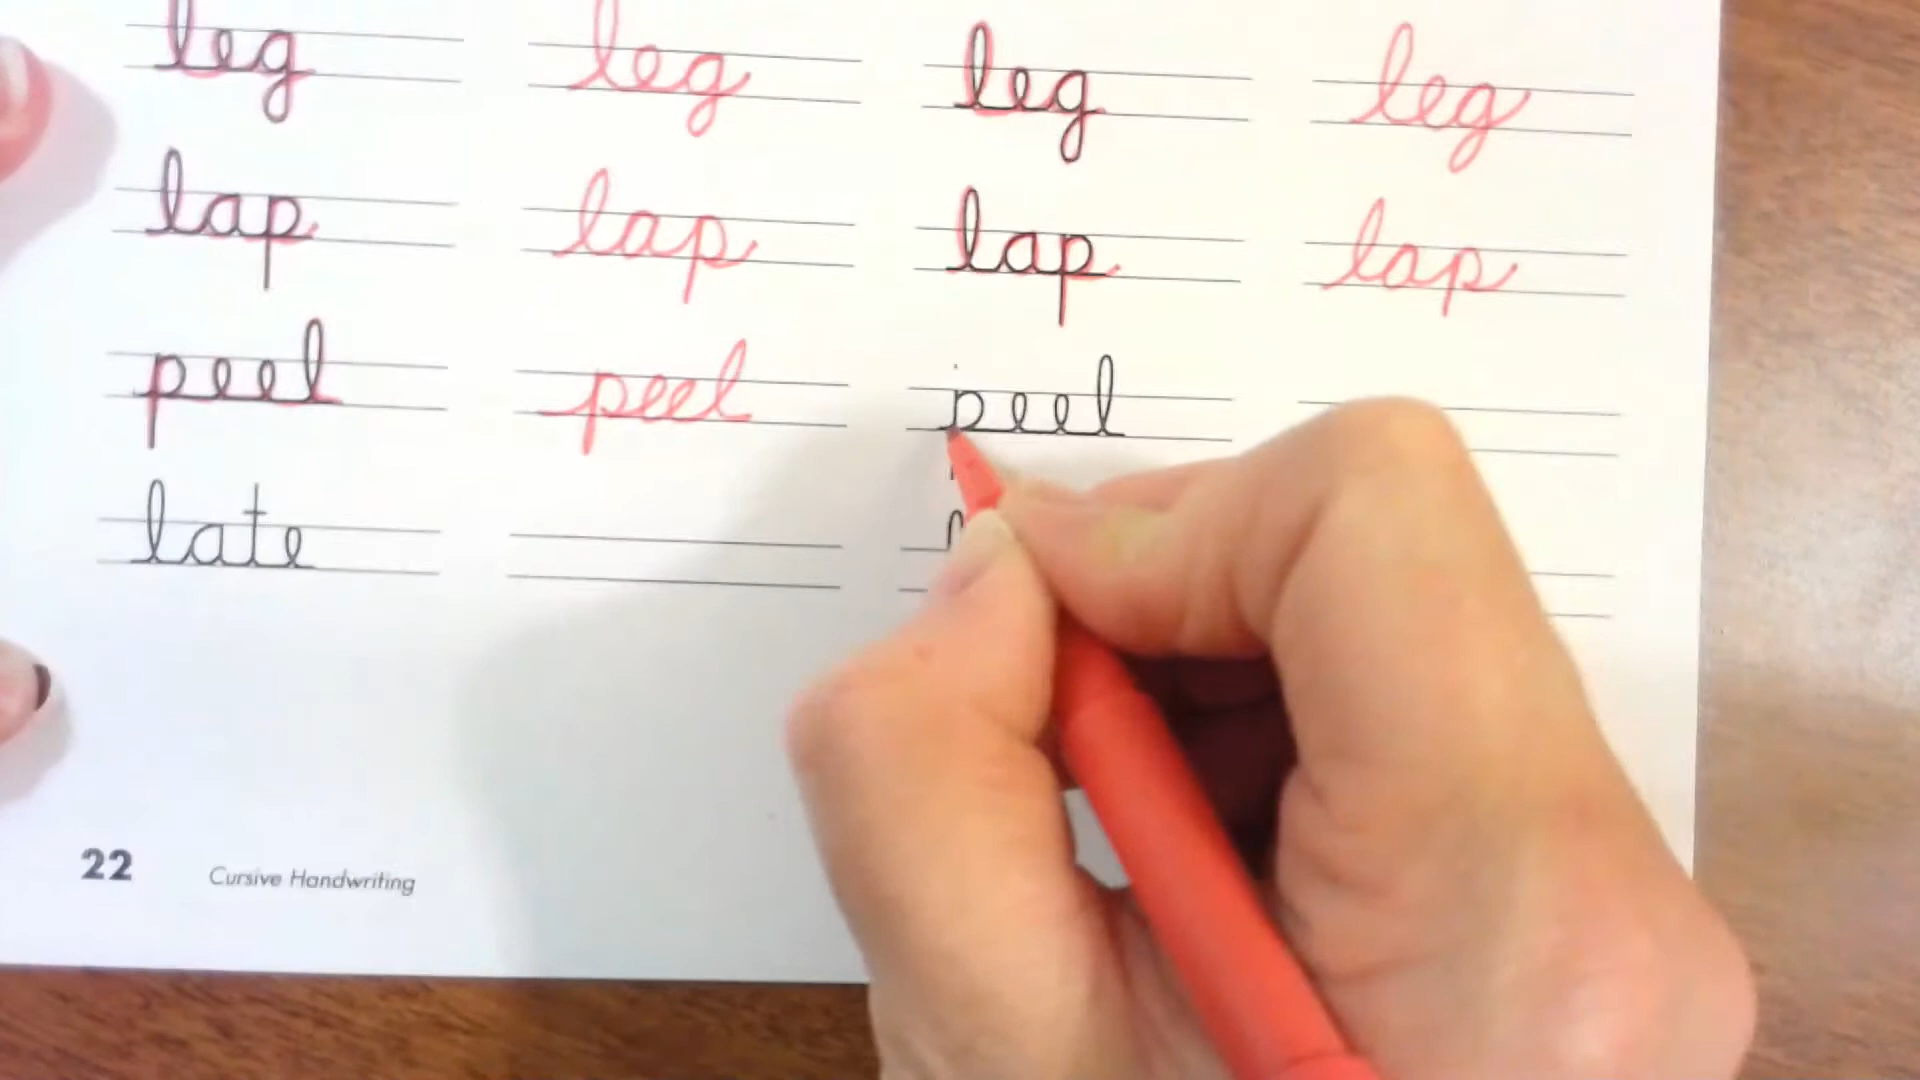 leg leg leg leg
lap lap lap lap
peel peel peel
late
22 Cursive Handwriting